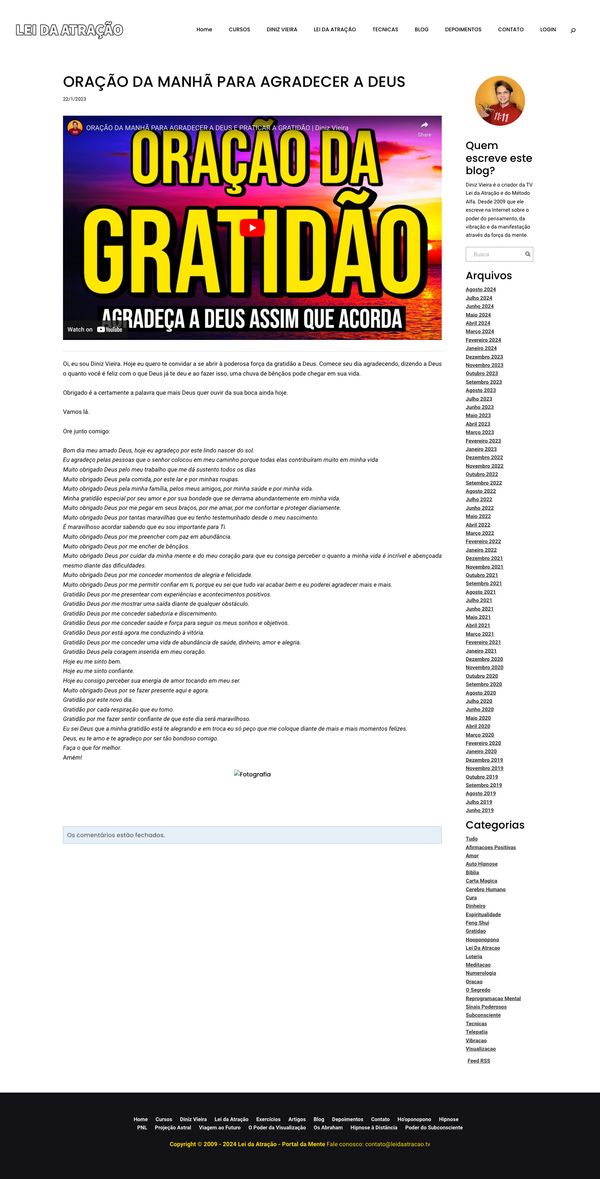 LEI DA ATRAÇÃO
Home CURSOS DINIZ VIEIRA LEI DA ATRAÇÃO TECNICAS BLOG DEPOIMENTOS CONTATO LOGIN
ORAÇÃO DA MANHÃ PARA AGRADECER A DEUS
22/1/2023
ORAÇÃO DA MANHÃ PARA AGRADECER A DEUS E PRATICAR A GRATIDÃO | Diniz Vieira
Share
ORAÇÃO DA
GRATIDÃO
AGRADEÇA A DEUS ASSIM QUE ACORDA
Watch on YouTube
Oi, eu sou Diniz Vieira. Hoje eu quero te convidar a se abrir à poderosa força da gratidão a Deus. Comece seu dia agradecendo, dizendo a Deus
o quanto você é feliz com o que Deus já te deu e ao fazer isso, uma chuva de bênçãos pode chegar em sua vida.
Obrigado é a certamente a palavra que mais Deus quer ouvir da sua boca ainda hoje.
Vamos lá.
Ore junto comigo:
Bom dia meu amado Deus, hoje eu agradeço por este lindo nascer do sol.
Eu agradeço pelas pessoas que o senhor colocou em meu caminho porque todas elas contribuíram muito em minha vida
Muito obrigado Deus pelo meu trabalho que me dá sustento todos os dias
Muito obrigado Deus pela comida, por este lar e por minhas roupas.
Muito obrigado Deus pela minha família, pelos meus amigos, por minha saúde e por minha vida.
Minha gratidão especial por seu amor e por sua bondade que se derrama abundantemente em minha vida.
Muito obrigado Deus por me pegar em seus braços, por me amar, por me confortar e proteger diariamente.
Muito obrigado Deus por tantas maravilhas que eu tenho testemunhado desde o meu nascimento.
É maravilhoso acordar sabendo que eu sou importante para Ti.
Muito obrigado Deus por me preencher com paz em abundância.
Muito obrigado Deus por me encher de bênçãos.
Muito obrigado Deus por cuidar da minha mente e do meu coração para que eu consiga perceber o quanto a minha vida é incrível e abençoada
mesmo diante das dificuldades.
Muito obrigado Deus por me conceder momentos de alegria e felicidade.
Muito obrigado Deus por me permitir confiar em ti, porque eu sei que tudo vai acabar bem e eu poderei agradecer mais e mais.
Gratidão Deus por me presentear com experiências e acontecimentos positivos.
Gratidão Deus por me mostrar uma saída diante de qualquer obstáculo.
Gratidão Deus por me conceder sabedoria e discernimento.
Gratidão Deus por me conceder saúde e força para seguir os meus sonhos e objetivos.
Gratidão Deus por está agora me conduzindo à vitória.
Gratidão Deus por me conceder uma vida de abundância de saúde, dinheiro, amor e alegria.
Gratidão Deus pela coragem inserida em meu coração.
Hoje eu me sinto bem.
Hoje eu me sinto confiante.
Hoje eu consigo perceber sua energia de amor tocando em meu ser.
Muito obrigado Deus por se fazer presente aqui e agora.
Gratidão por este novo dia.
Gratidão por cada respiração que eu tomo.
Gratidão por me fazer sentir confiante de que este dia será maravilhoso.
Eu sei Deus que a minha gratidão está te alegrando e em troca eu só peço que me coloque diante de mais e mais momentos felizes.
Deus, eu te amo e te agradeço por ser tão bondoso comigo.
Faça o que for melhor.
Amém!
Fotografia
Os comentários estão fechados.
11:11
Quem
escreve este
blog?
Diniz Vieira é o criador da TV
Lei da Atração e do Método
Alfa. Desde 2009 que ele
escreve na Internet sobre o
poder do pensamento, da
vibração e da manifestação
através da força da mente.
Busca
Arquivos
Agosto 2024
Julho 2024
Junho 2024
Maio 2024
Abril 2024
Março 2024
Fevereiro 2024
Janeiro 2024
Dezembro 2023
Novembro 2023
Outubro 2023
Setembro 2023
Agosto 2023
Julho 2023
Junho 2023
Maio 2023
Abril 2023
Março 2023
Fevereiro 2023
Janeiro 2023
Dezembro 2022
Novembro 2022
Outubro 2022
Setembro 2022
Agosto 2022
Julho 2022
Junho 2022
Maio 2022
Abril 2022
Março 2022
Fevereiro 2022
Janeiro 2022
Dezembro 2021
Novembro 2021
Outubro 2021
Setembro 2021
Agosto 2021
Julho 2021
Junho 2021
Maio 2021
Abril 2021
Março 2021
Fevereiro 2021
Janeiro 2021
Dezembro 2020
Novembro 2020
Outubro 2020
Setembro 2020
Agosto 2020
Julho 2020
Junho 2020
Maio 2020
Abril 2020
Março 2020
Fevereiro 2020
Janeiro 2020
Dezembro 2019
Novembro 2019
Outubro 2019
Setembro 2019
Agosto 2019
Julho 2019
Junho 2019
Categorias
Tudo
Afirmacoes Positivas
Amor
Auto Hipnose
Bíblia
Carta Magica
Cerebro Humano
Cura
Dinheiro
Espiritualidade
Feng Shui
Gratidao
Hooponopono
Lei Da Atracao
Loteria
Meditacao
Numerologia
Oracao
O Segredo
Reprogramacao Mental
Sinais Poderosos
Subconsciente
Tecnicas
Telepatia
Vibracao
Visualizacao
Feed RSS
Home Cursos Diniz Vieira Lei da Atração Exercícios Artigos Blog Depoimentos Contato Ho'oponopono Hipnose
PNL Projeção Astral Viagem ao Futuro O Poder da Visualização Os Abraham Hipnose à Distância Poder do Subconsciente
Copyright © 2009 - 2024 Lei da Atração - Portal da Mente Fale conosco: contato@leidaatracao.tv